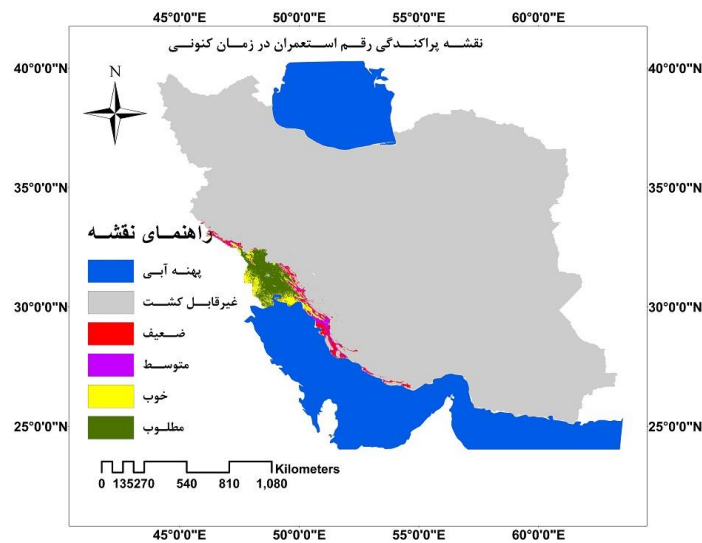 45°0'0"E 50°0'0"E 55°0'0"E 60°0'0"E
نقشه پراکندگی رقم استعمران در زمان کنونی
40°0'0"N 40°0'0"N
N
35°0'0"N 35°0'0"N
راهنمای نقشه
پهنه آبی
30°0'0"N 30°0'0"N
غیرقابل کشت
ضعیف
متوسط
خوب
25°0'0"N 25°0'0"N
مطلوب
Kilometers
0 135270 540 810 1,080
45°0'0"E 50°0'0"E 55°0'0"E 60°0'0"E